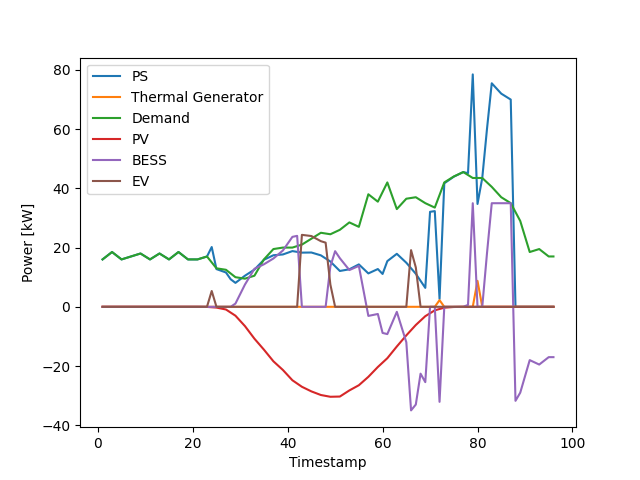 PS
Thermal Generator
Demand
PV
BESS
EV
Power [kW]
80
60
40
20
0
−20
−40
0 20 40 60 80 100
Timestamp